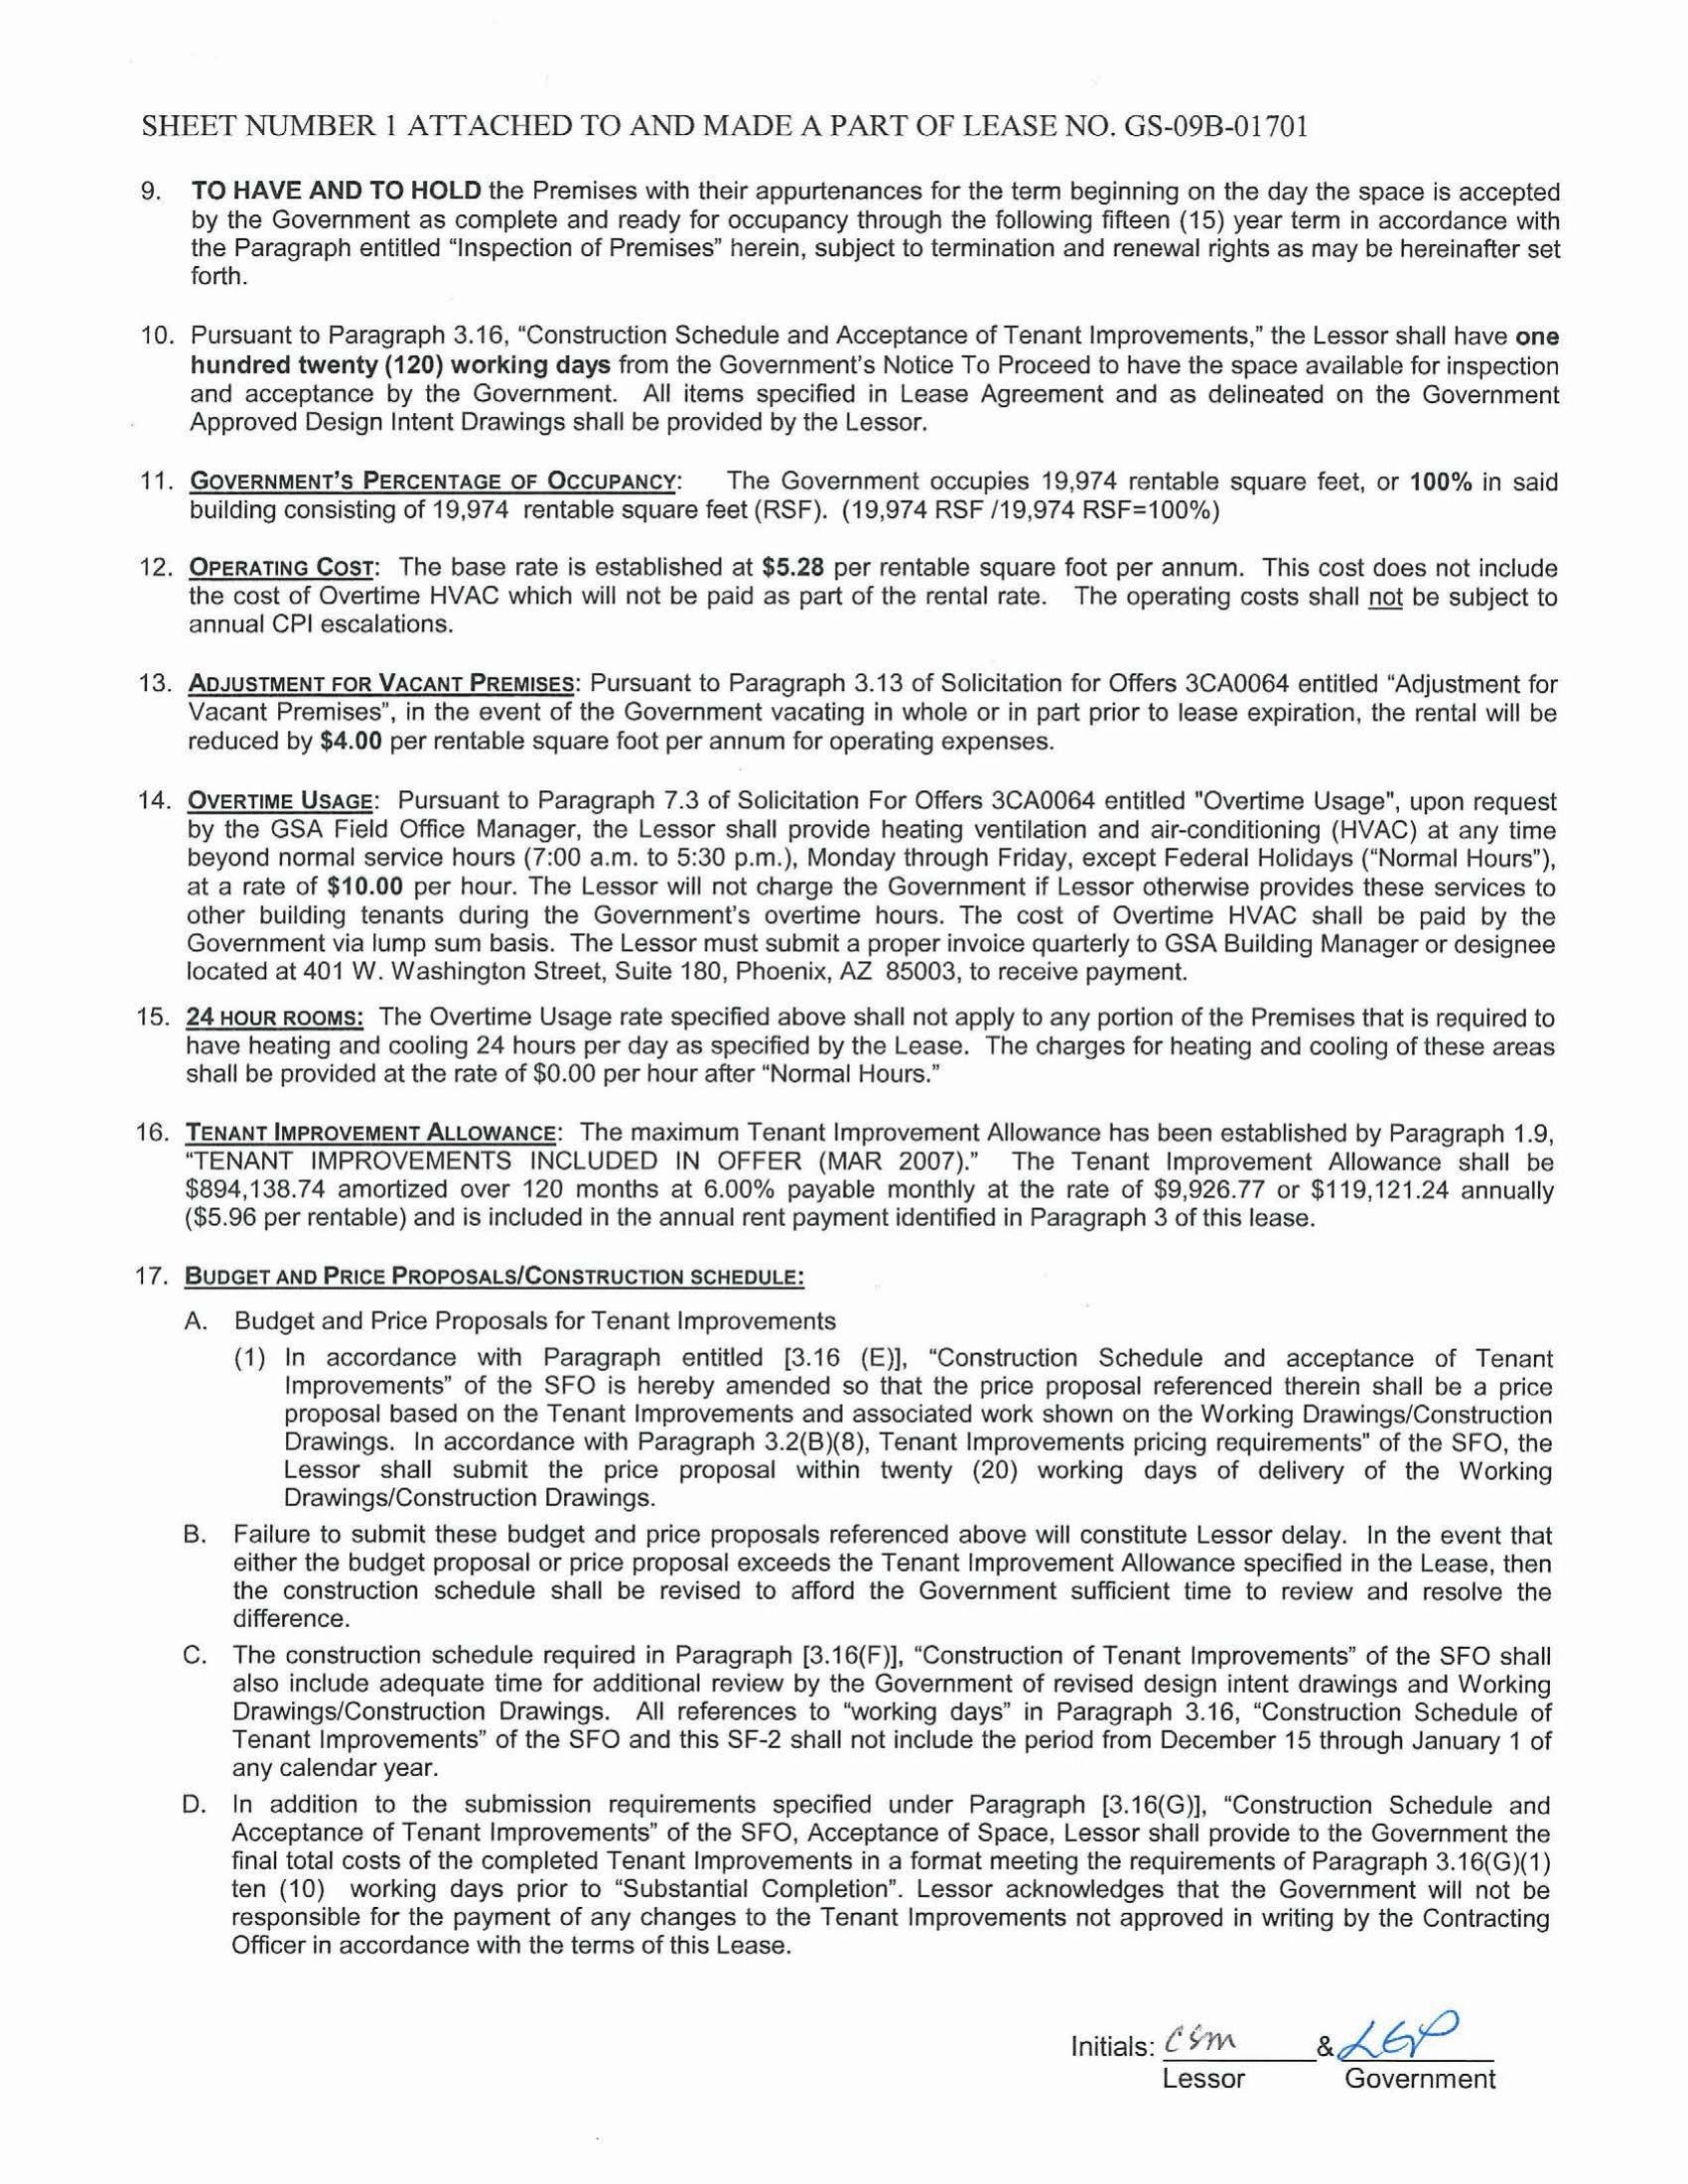 SHEET NUMBER 1 ATTACHED TO AND MADE A PART OF LEASE NO. GS-09B-01701
9. TO HAVE AND TO HOLD the Premises with their appurtenances for the term beginning on the day the space is accepted
by the Government as complete and ready for occupancy through the following fifteen (15) year term in accordance with
the Paragraph entitled “Inspection of Premises” herein, subject to termination and renewal rights as may be hereinafter set
forth.
10. Pursuant to Paragraph 3.16, “Construction Schedule and Acceptance of Tenant Improvements,” the Lessor shall have one
hundred twenty (120) working days from the Government’s Notice To Proceed to have the space available for inspection
and acceptance by the Government. All items specified in Lease Agreement and as delineated on the Government
Approved Design Intent Drawings shall be provided by the Lessor.
11. GOVERNMENT’S PERCENTAGE OF OCCUPANCY: The Government occupies 19,974 rentable square feet, or 100% in said
building consisting of 19,974 rentable square feet (RSF). (19,974 RSF /19,974 RSF=100%)
12. OPERATING COST: The base rate is established at $5.28 per rentable square foot per annum. This cost does not include
the cost of Overtime HVAC which will not be paid as part of the rental rate. The operating costs shall not be subject to
annual CPI escalations.
13. ADJUSTMENT FOR VACANT PREMISES: Pursuant to Paragraph 3.13 of Solicitation for Offers 3CA0064 entitled “Adjustment for
Vacant Premises”, in the event of the Government vacating in whole or in part prior to lease expiration, the rental will be
reduced by $4.00 per rentable square foot per annum for operating expenses.
14. OVERTIME USAGE: Pursuant to Paragraph 7.3 of Solicitation For Offers 3CA0064 entitled "Overtime Usage", upon request
by the GSA Field Office Manager, the Lessor shall provide heating ventilation and air-conditioning (HVAC) at any time
beyond normal service hours (7:00 a.m. to 5:30 p.m.), Monday through Friday, except Federal Holidays (“Normal Hours”),
at a rate of $10.00 per hour. The Lessor will not charge the Government if Lessor otherwise provides these services to
other building tenants during the Government’s overtime hours. The cost of Overtime HVAC shall be paid by the
Government via lump sum basis. The Lessor must submit a proper invoice quarterly to GSA Building Manager or designee
located at 401 W. Washington Street, Suite 180, Phoenix, AZ 85003, to receive payment.
15. 24 HOUR ROOMS: The Overtime Usage rate specified above shall not apply to any portion of the Premises that is required to
have heating and cooling 24 hours per day as specified by the Lease. The charges for heating and cooling of these areas
shall be provided at the rate of $0.00 per hour after “Normal Hours.”
16. TENANT IMPROVEMENT ALLOWANCE: The maximum Tenant Improvement Allowance has been established by Paragraph 1.9,
“TENANT IMPROVEMENTS INCLUDED IN OFFER (MAR 2007).” The Tenant Improvement Allowance shall be
$894,138.74 amortized over 120 months at 6.00% payable monthly at the rate of $9,926.77 or $119,121.24 annually
($5.96 per rentable) and is included in the annual rent payment identified in Paragraph 3 of this lease.
17. BUDGET AND PRICE PROPOSALS/CONSTRUCTION SCHEDULE:
A. Budget and Price Proposals for Tenant Improvements
(1) In accordance with Paragraph entitled [3.16 (E)], “Construction Schedule and acceptance of Tenant
Improvements” of the SFO is hereby amended so that the price proposal referenced therein shall be a price
proposal based on the Tenant Improvements and associated work shown on the Working Drawings/Construction
Drawings. In accordance with Paragraph 3.2(B)(8), Tenant Improvements pricing requirements” of the SFO, the
Lessor shall submit the price proposal within twenty (20) working days of delivery of the Working
Drawings/Construction Drawings.
B. Failure to submit these budget and price proposals referenced above will constitute Lessor delay. In the event that
either the budget proposal or price proposal exceeds the Tenant Improvement Allowance specified in the Lease, then
the construction schedule shall be revised to afford the Government sufficient time to review and resolve the
difference.
C. The construction schedule required in Paragraph [3.16(F)], “Construction of Tenant Improvements” of the SFO shall
also include adequate time for additional review by the Government of revised design intent drawings and Working
Drawings/Construction Drawings. All references to “working days” in Paragraph 3.16, “Construction Schedule of
Tenant Improvements” of the SFO and this SF-2 shall not include the period from December 15 through January 1 of
any calendar year.
D. In addition to the submission requirements specified under Paragraph [3.16(G)], “Construction Schedule and
Acceptance of Tenant Improvements” of the SFO, Acceptance of Space, Lessor shall provide to the Government the
final total costs of the completed Tenant Improvements in a format meeting the requirements of Paragraph 3.16(G)(1)
ten (10) working days prior to “Substantial Completion”. Lessor acknowledges that the Government will not be
responsible for the payment of any changes to the Tenant Improvements not approved in writing by the Contracting
Officer in accordance with the terms of this Lease.
Initials: CSM & LGP
Lessor Government